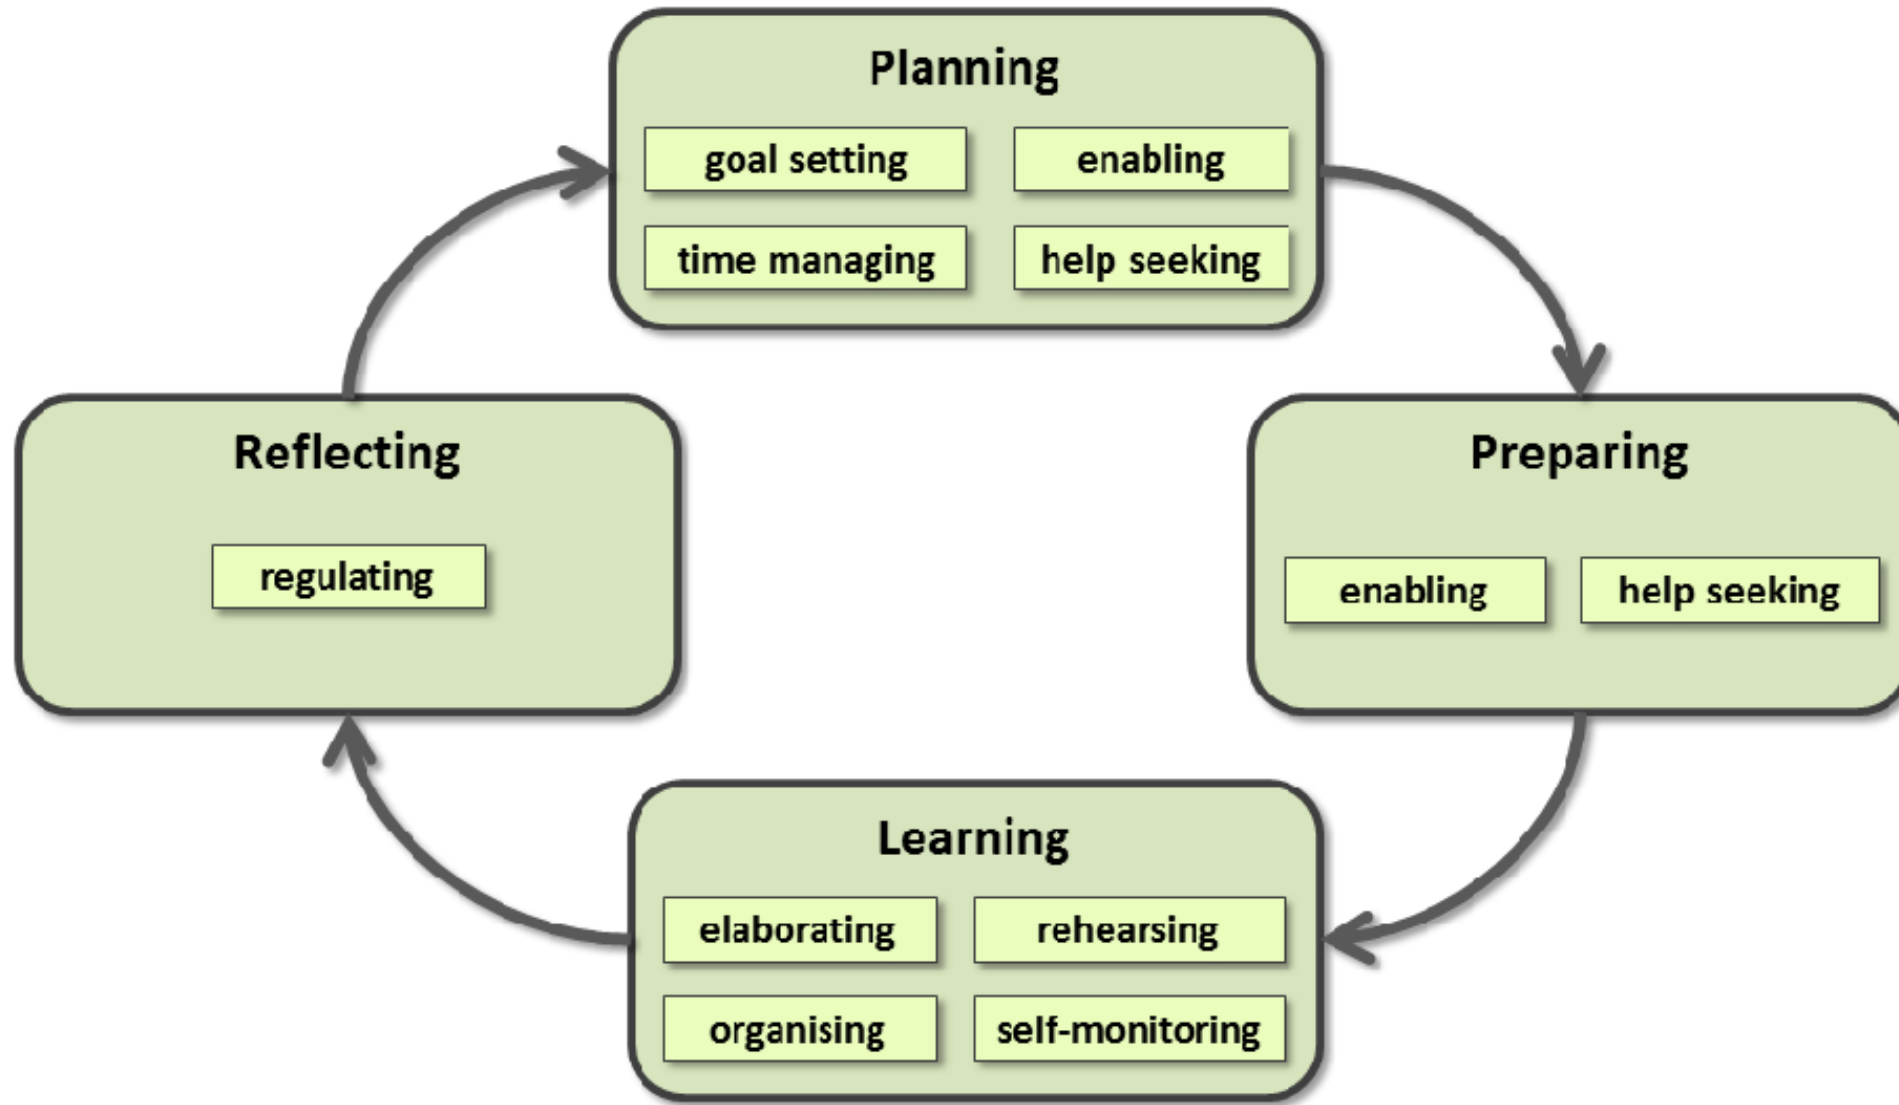 Planning
goal setting
enabling
time managing
help seeking
Reflecting
regulating
Preparing
enabling
help seeking
Learning
elaborating
rehearsing
organising
self-monitoring